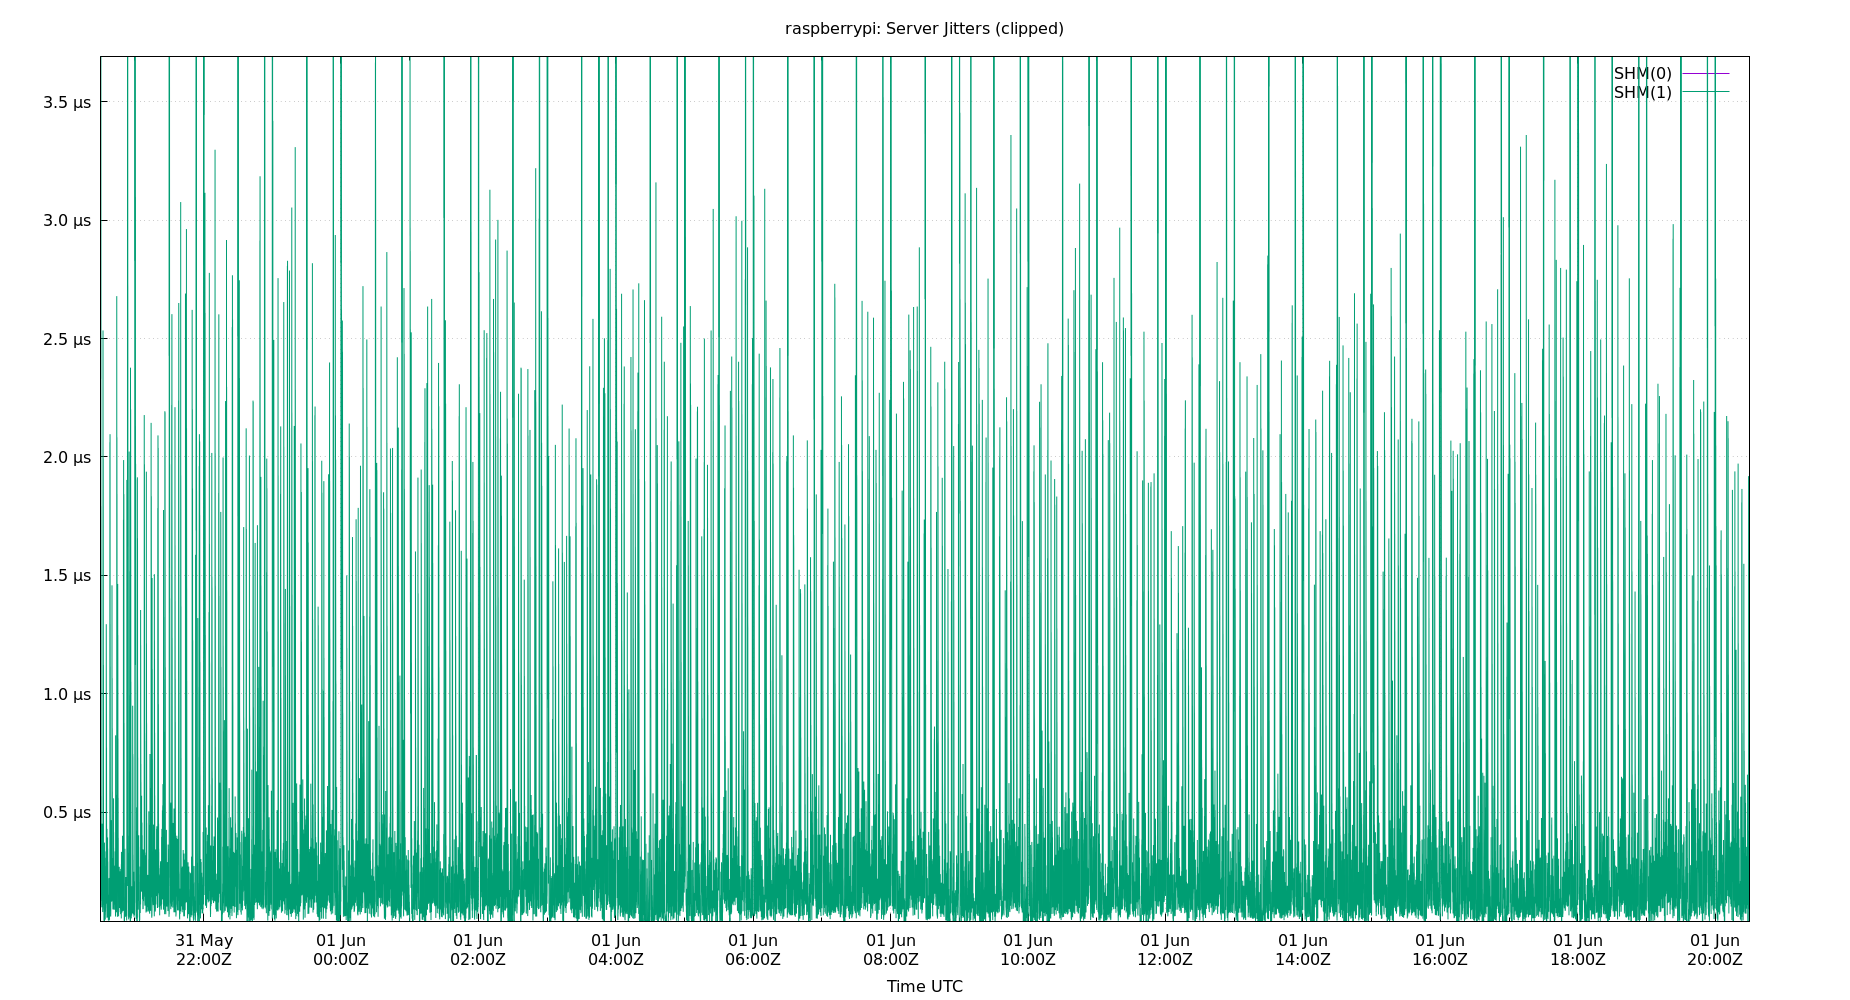 raspberrypi: Server Jitters (clipped)
SHM(0)
SHM(1)
3.5 μs
3.0 μs
2.5 μs
2.0 μs
1.5 μs
1.0 μs
0.5 μs
31 May 01 Jun 01 Jun 01 Jun 01 Jun 01 Jun 01 Jun 01 Jun 01 Jun 01 Jun 01 Jun 01 Jun
22:00Z 00:00Z 02:00Z 04:00Z 06:00Z 08:00Z 10:00Z 12:00Z 14:00Z 16:00Z 18:00Z 20:00Z
Time UTC